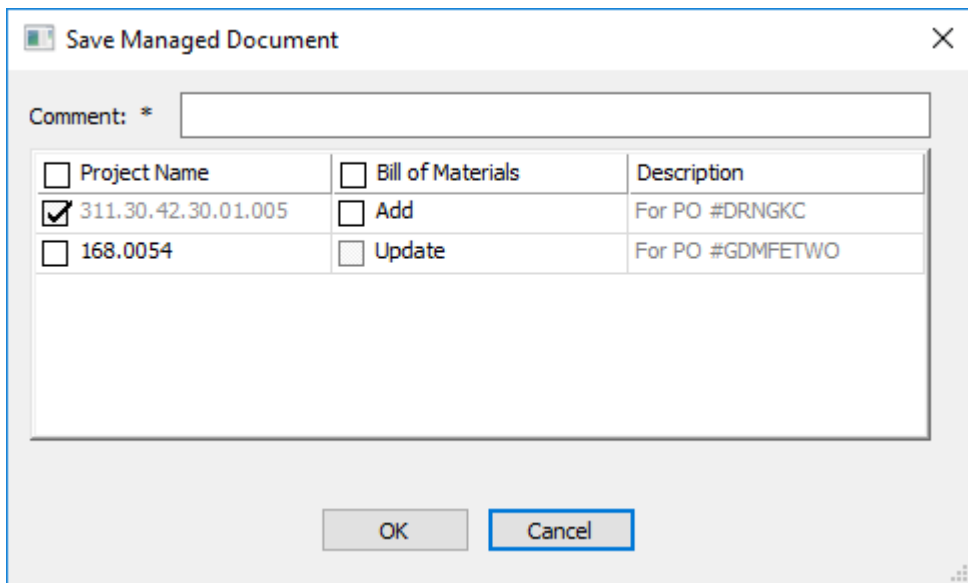 Save Managed Document
Comment: *
Project Name Bill of Materials Description
311.30.42.30.01.005 Add For PO #DRNGKC
168.0054 Update For PO #GDMFETWO
OK Cancel